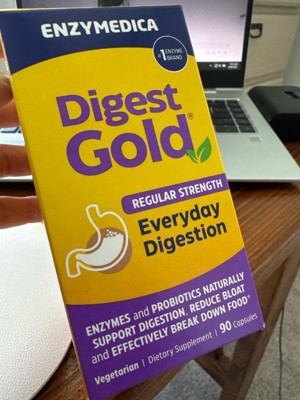 ENZYMEDICA
#1 ENZYME
BRAND
Digest
Gold®
REGULAR STRENGTH
Everyday
Digestion
ENZYMES and PROBIOTICS NATURALLY
SUPPORT DIGESTION, REDUCE BLOAT
and EFFECTIVELY BREAK DOWN FOOD*
Vegetarian | Dietary Supplement | 90 Capsules